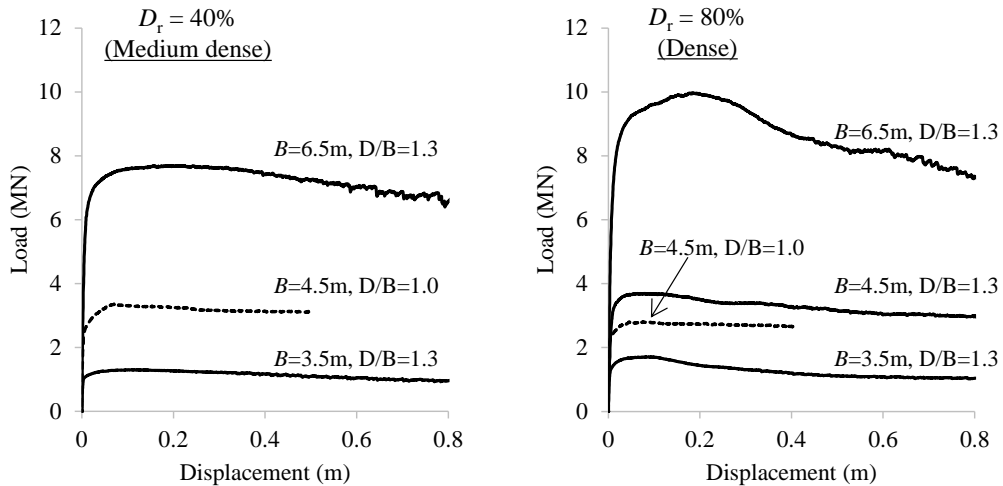 D_r = 40%
(Medium dense)
12
10
8
6
4
2
0
Load (MN)
B=6.5m, D/B=1.3
B=4.5m, D/B=1.0
B=3.5m, D/B=1.3
0
0.2
0.4
0.6
0.8
Displacement (m)
D_r = 80%
(Dense)
12
10
8
6
4
2
0
Load (MN)
B=6.5m, D/B=1.3
B=4.5m, D/B=1.0
B=4.5m, D/B=1.3
B=3.5m, D/B=1.3
0
0.2
0.4
0.6
0.8
Displacement (m)